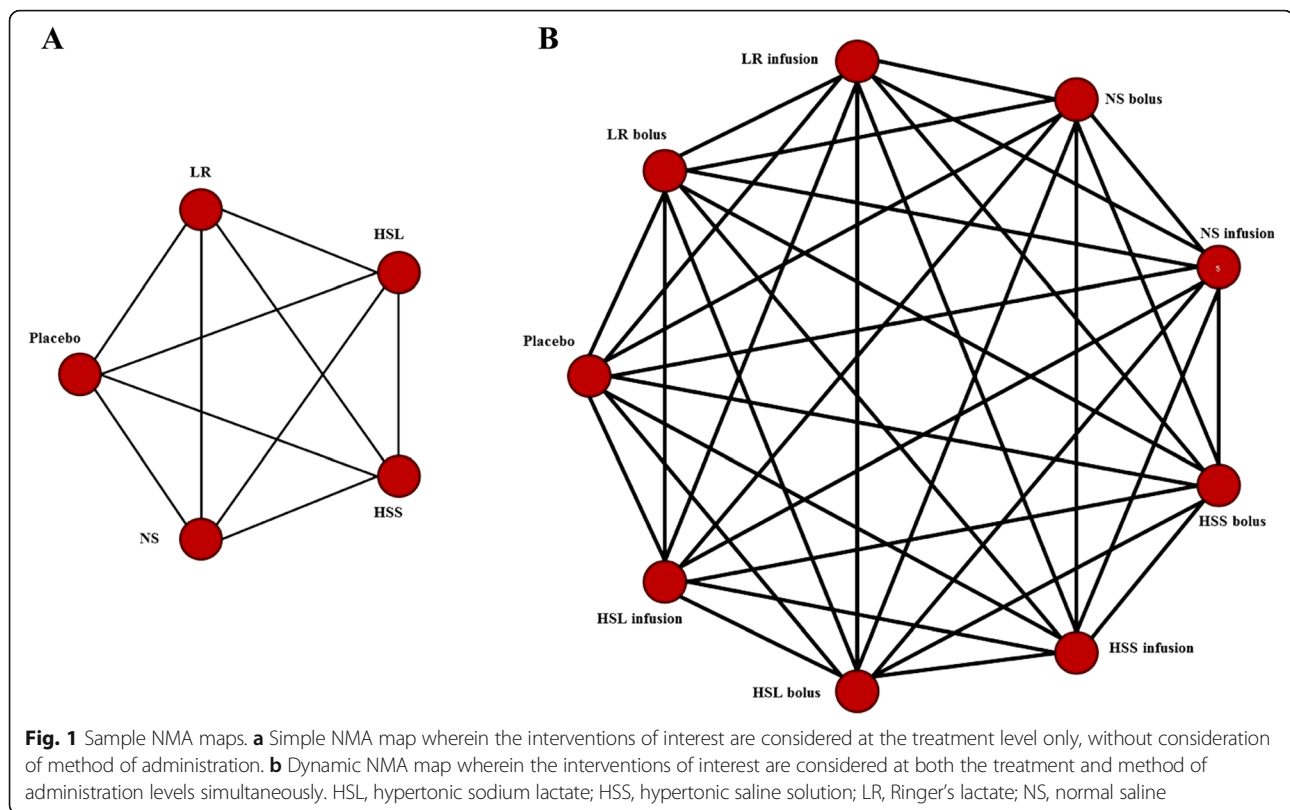 A
B
LR infusion
NS bolus
LR bolus
LR
HSL
NS infusion
S
Placebo
Placebo
HSS
HSS bolus
NS
HSL infusion
HSS infusion
HSL bolus
Fig. 1 Sample NMA maps. a Simple NMA map wherein the interventions of interest are considered at the treatment level only, without consideration
of method of administration. b Dynamic NMA map wherein the interventions of interest are considered at both the treatment and method of
administration levels simultaneously. HSL, hypertonic sodium lactate; HSS, hypertonic saline solution; LR, Ringer's lactate; NS, normal saline